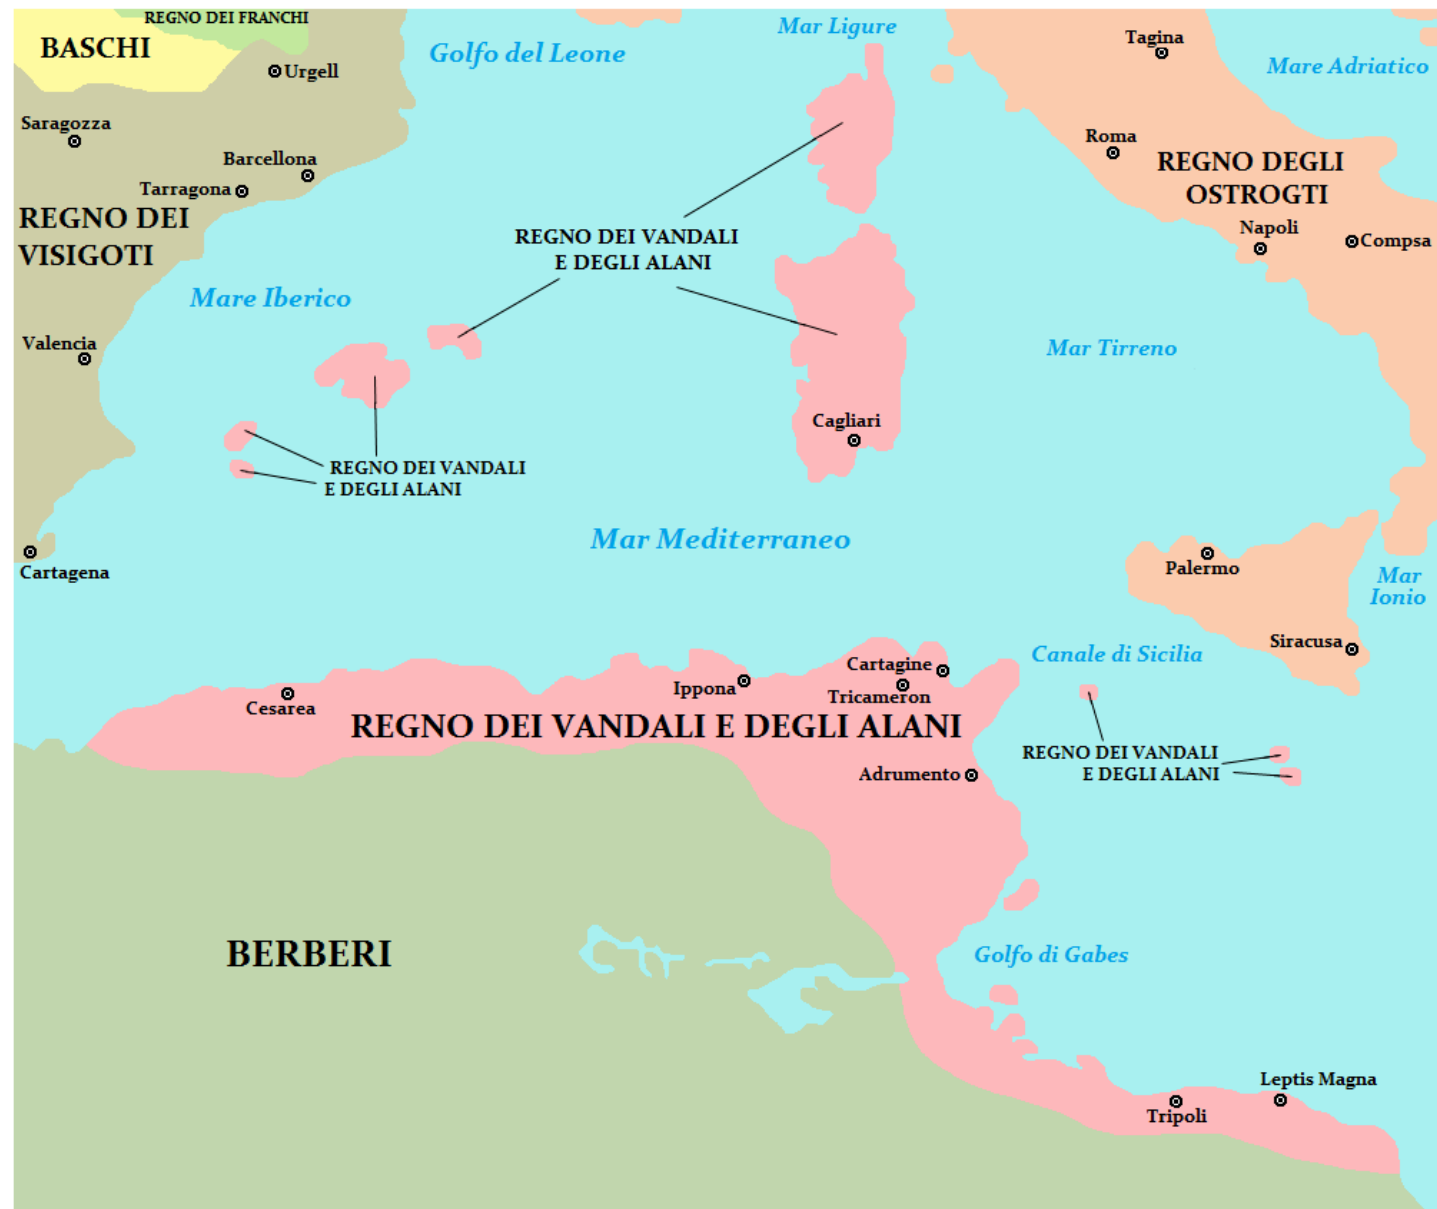 REGNO DEI FRANCHI
BASCHI
Urgell
Golfo del Leone
Mar Ligure
Tagina
Mare Adriatico
Saragozza
Barcellona
Tarragona
Roma
REGNO DEGLI
OSTROGTI
REGNO DEI
VISIGOTI
Napoli
Compsa
REGNO DEI VANDALI
E DEGLI ALANI
Mare Iberico
Valencia
Mar Tirreno
Cagliari
REGNO DEI VANDALI
E DEGLI ALANI
Mar Mediterraneo
Cartagena
Palermo
Mar
Ionio
Siracusa
Canale di Sicilia
Cartagine
Ippona
Tricameron
Cesarea
REGNO DEI VANDALI E DEGLI ALANI
REGNO DEI VANDALI
E DEGLI ALANI
Adrumento
BERBERI
Golfo di Gabes
Leptis Magna
Tripoli